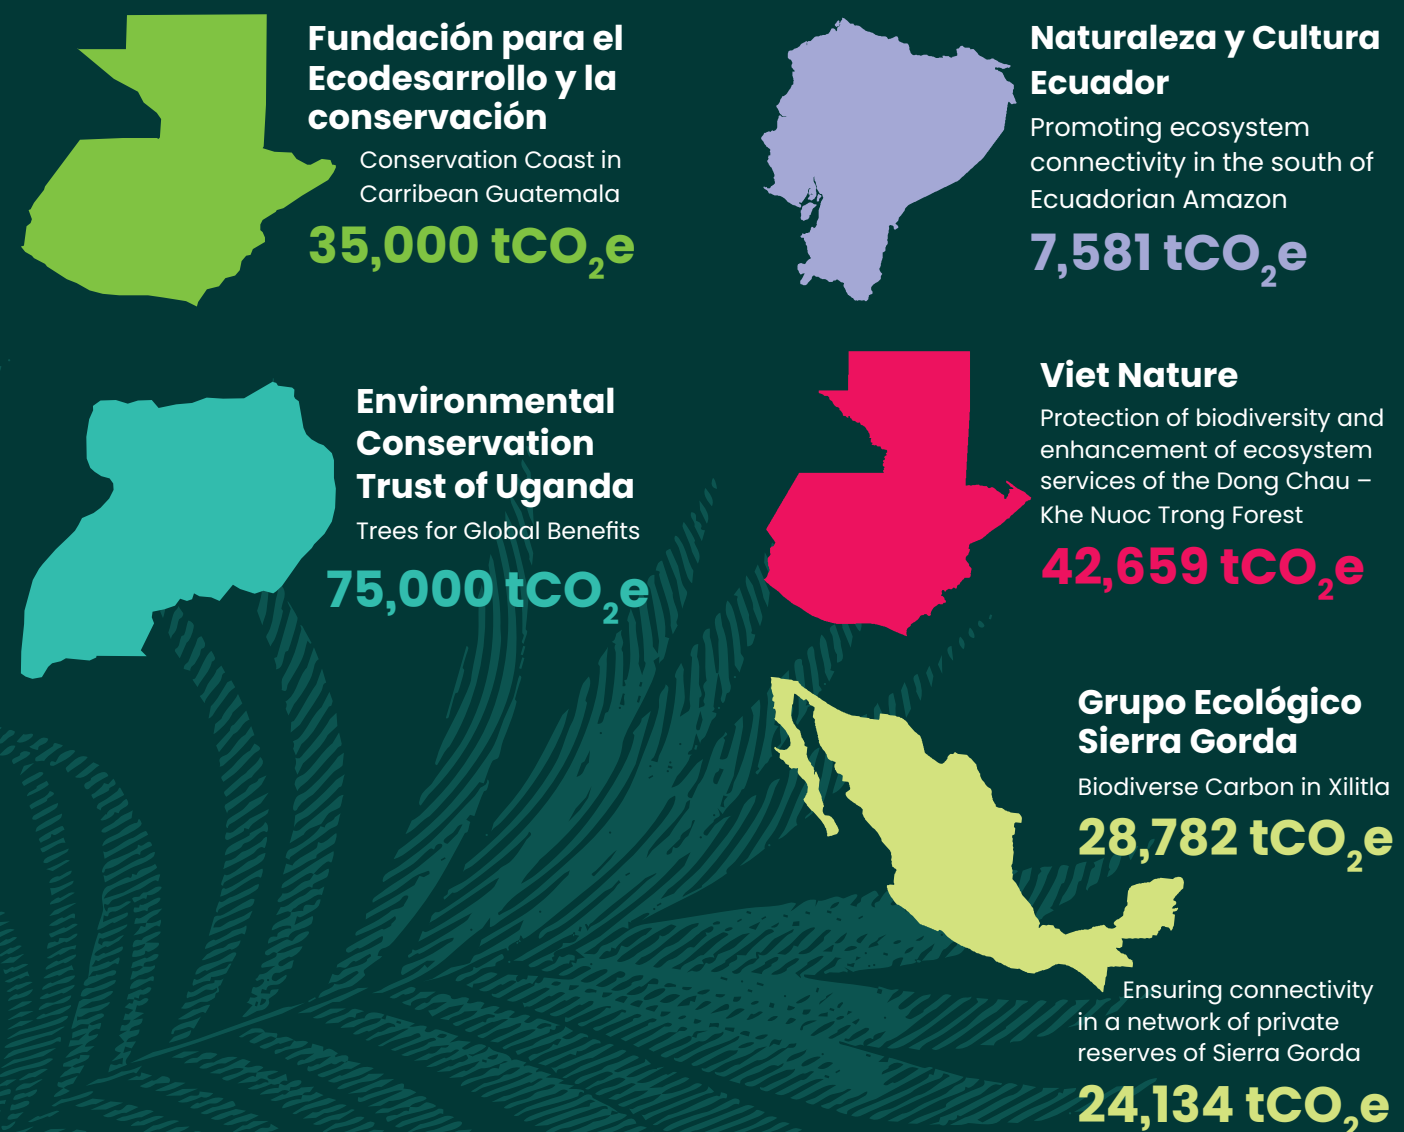 Fundación para el
Ecodesarrollo y la
conservación
Conservation Coast in
Carribean Guatemala
35,000 tCO₂e
Naturaleza y Cultura
Ecuador
Promoting ecosystem
connectivity in the south of
Ecuadorian Amazon
7,581 tCO₂e
Environmental
Conservation
Trust of Uganda
Trees for Global Benefits
75,000 tCO₂e
Viet Nature
Protection of biodiversity and
enhancement of ecosystem
services of the Dong Chau –
Khe Nuoc Trong Forest
42,659 tCO₂e
Grupo Ecológico
Sierra Gorda
Biodiverse Carbon in Xilitla
28,782 tCO₂e
Ensuring connectivity
in a network of private
reserves of Sierra Gorda
24,134 tCO₂e